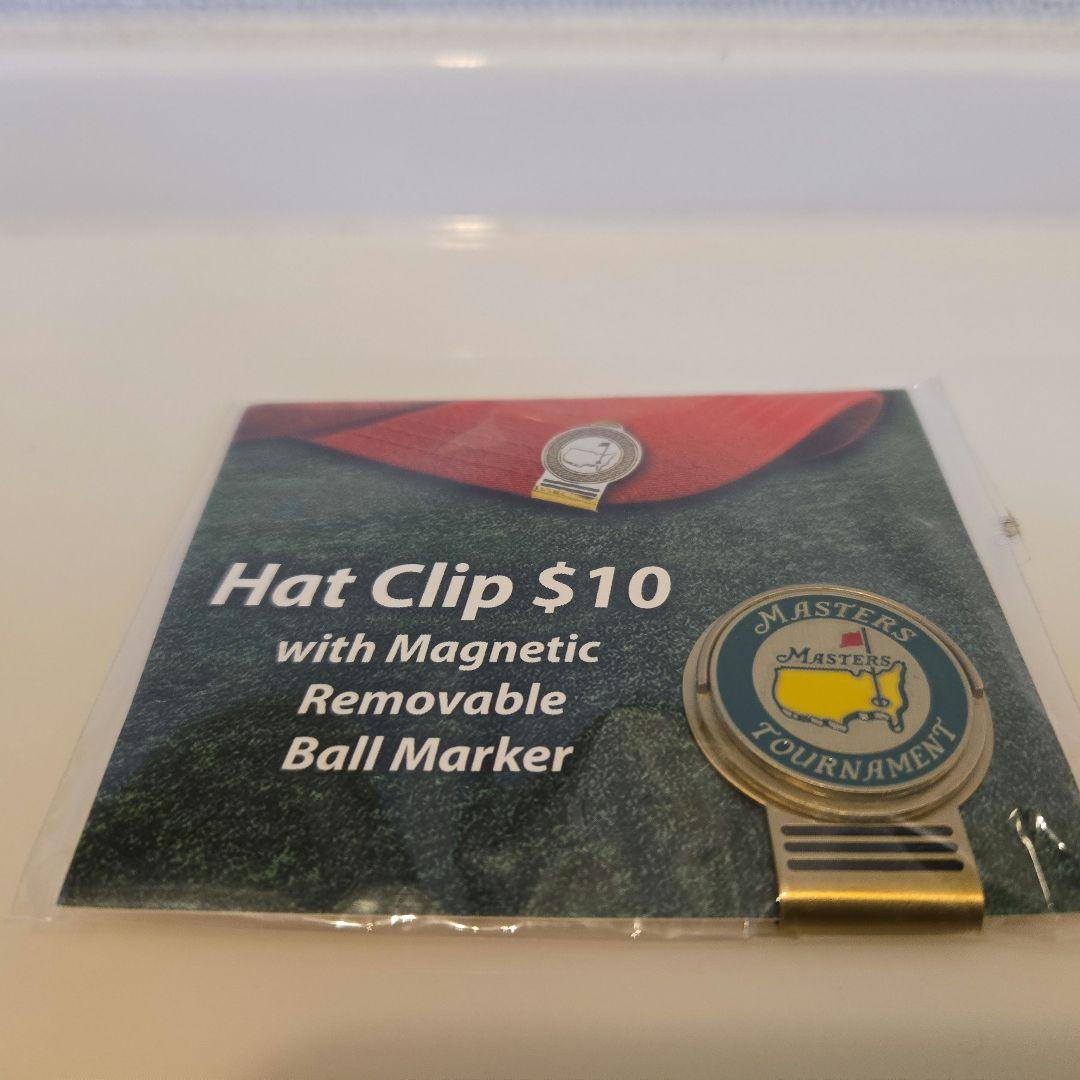 Hat Clip $10
with Magnetic
Removable
Ball Marker
MASTERS
MASTERS
TOURNAMENT